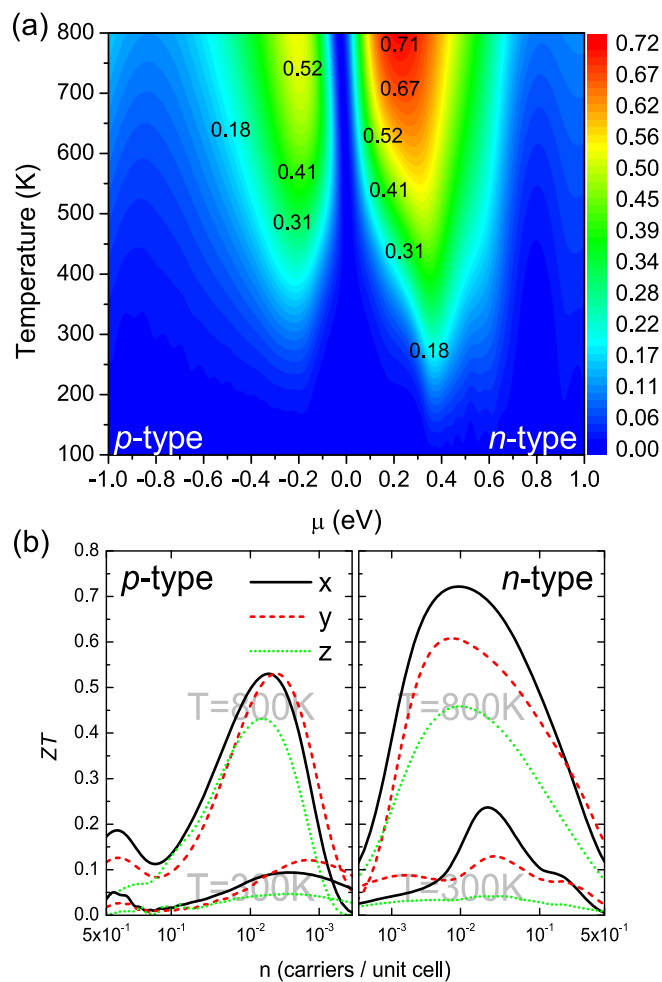 (a)
800
700
600
500
400
300
200
100
Temperature (K)
0.71
0.52
0.67
0.18
0.52
0.41
0.41
0.31
0.31
0.18
p-type
n-type
-1.0 -0.8 -0.6 -0.4 -0.2 0.0 0.2 0.4 0.6 0.8 1.0
μ (eV)
0.72
0.67
0.62
0.56
0.52
0.45
0.41
0.36
0.31
0.28
0.22
0.17
0.11
0.06
0.00
(b)
0.8
0.7
0.6
0.5
0.4
0.3
0.2
0.1
0.0
ZT
p-type
x
y
z
n-type
T=800K
T=800K
T=300K
T=300K
5x10⁻¹ 10⁻¹ 10⁻² 10⁻³ 10⁻³ 10⁻² 10⁻¹ 5x10⁻¹
n (carriers / unit cell)